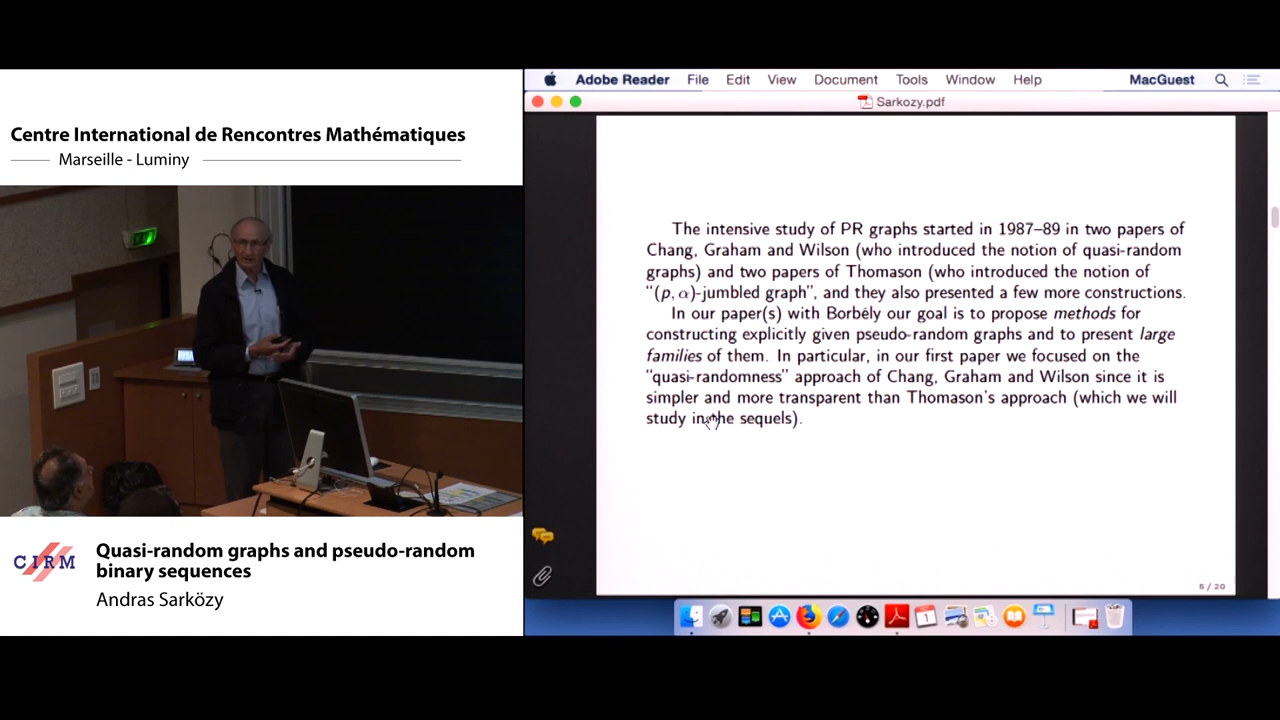 Centre International de Rencontres Mathématiques
Marseille - Luminy
CIRM
Quasi-random graphs and pseudo-random
binary sequences
Andras Sarközy
Adobe Reader File Edit View Document Tools Window Help MacGuest
Sarkozy.pdf
The intensive study of PR graphs started in 1987–89 in two papers of
Chang, Graham and Wilson (who introduced the notion of quasi-random
graphs) and two papers of Thomason (who introduced the notion of
“(p, α)-jumbled graph”, and they also presented a few more constructions.
In our paper(s) with Borbély our goal is to propose methods for
constructing explicitly given pseudo-random graphs and to present large
families of them. In particular, in our first paper we focused on the
“quasi-randomness” approach of Chang, Graham and Wilson since it is
simpler and more transparent than Thomason's approach (which we will
study in the sequels).
5 / 20
1